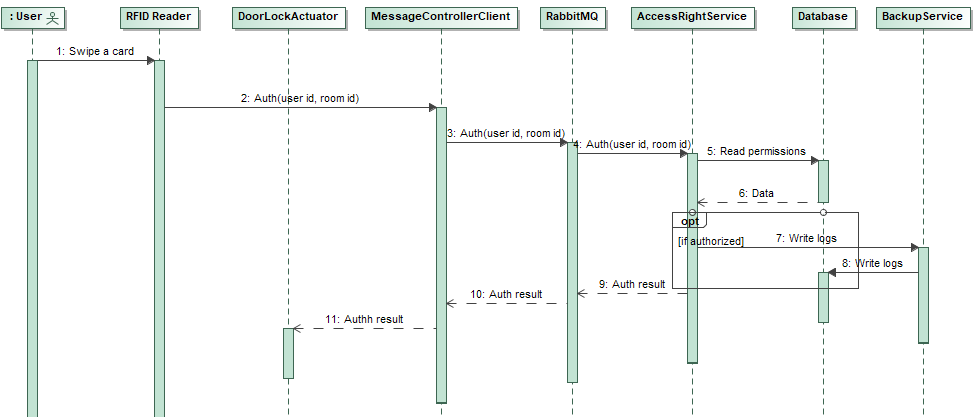 : User
RFID Reader
DoorLockActuator
MessageControllerClient
RabbitMQ
AccessRightService
Database
BackupService
1: Swipe a card
2: Auth(user id, room id)
3: Auth(user id, room id)
4: Auth(user id, room id)
5: Read permissions
6: Data
opt
[if authorized]
7: Write logs
8: Write logs
9: Auth result
10: Auth result
11: Authh result